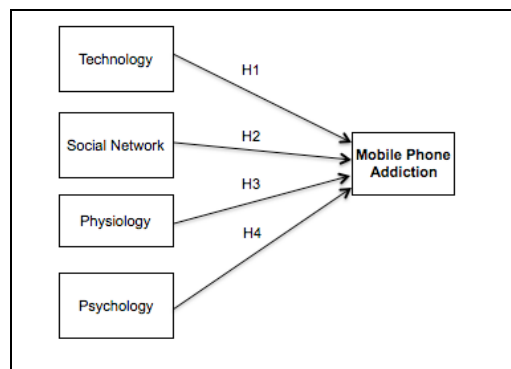 Technology
H1
Social Network
H2
Mobile Phone
Addiction
H3
Physiology
H4
Psychology